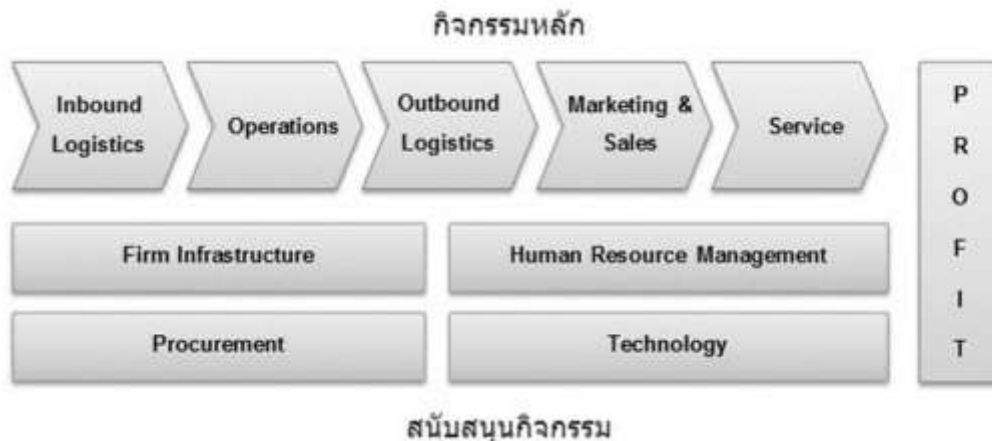 กิจกรรมหลัก
Inbound
Logistics
Operations
Outbound
Logistics
Marketing &
Sales
Service
Firm Infrastructure
Human Resource Management
Procurement
Technology
P
R
O
F
I
T
สนับสนุนกิจกรรม